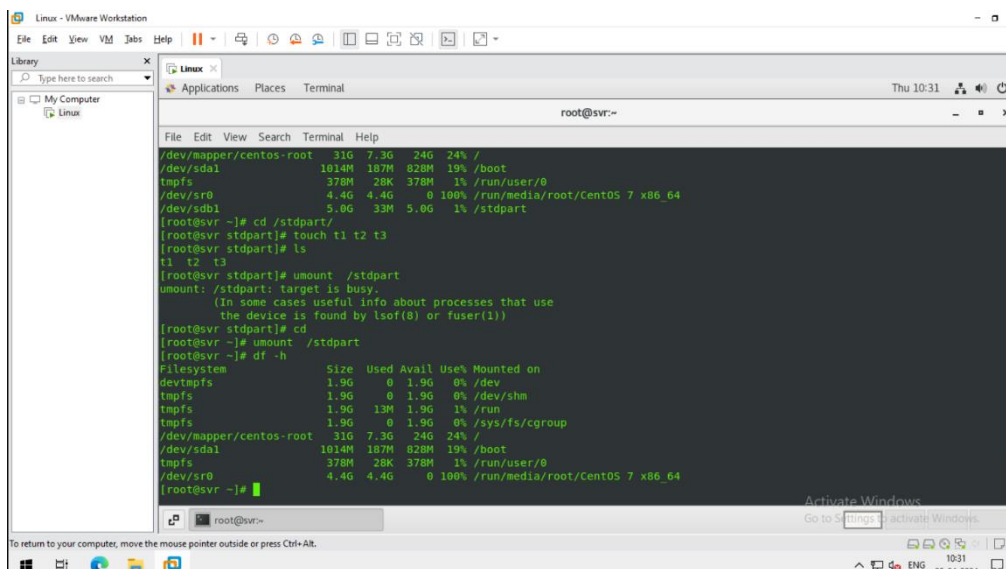 Linux - VMware Workstation
File Edit View VM Tabs Help
Library
Type here to search
My Computer
Linux
Linux
Applications Places Terminal Thu 10:31
root@svr:~
File Edit View Search Terminal Help
/dev/mapper/centos-root 31G 7.3G 24G 24% /
/dev/sda1 1014M 187M 828M 19% /boot
tmpfs 378M 28K 378M 1% /run/user/0
/dev/sr0 4.4G 4.4G 0 100% /run/media/root/CentOS 7 x86_64
/dev/sdb1 5.0G 33M 5.0G 1% /stdpart
[root@svr ~]# cd /stdpart/
[root@svr stdpart]# touch t1 t2 t3
[root@svr stdpart]# ls
t1 t2 t3
[root@svr stdpart]# umount /stdpart
umount: /stdpart: target is busy.
(In some cases useful info about processes that use
the device is found by lsof(8) or fuser(1))
[root@svr stdpart]# cd
[root@svr ~]# umount /stdpart
[root@svr ~]# df -h
Filesystem Size Used Avail Use% Mounted on
devtmpfs 1.9G 0 1.9G 0% /dev
tmpfs 1.9G 0 1.9G 0% /dev/shm
tmpfs 1.9G 13M 1.9G 1% /run
tmpfs 1.9G 0 1.9G 0% /sys/fs/cgroup
/dev/mapper/centos-root 31G 7.3G 24G 24% /
/dev/sda1 1014M 187M 828M 19% /boot
tmpfs 378M 28K 378M 1% /run/user/0
/dev/sr0 4.4G 4.4G 0 100% /run/media/root/CentOS 7 x86_64
[root@svr ~]#
Activate Windows
Go to Settings to activate Windows.
root@svr:~
To return to your computer, move the mouse pointer outside or press Ctrl+Alt.
ENG 10:31